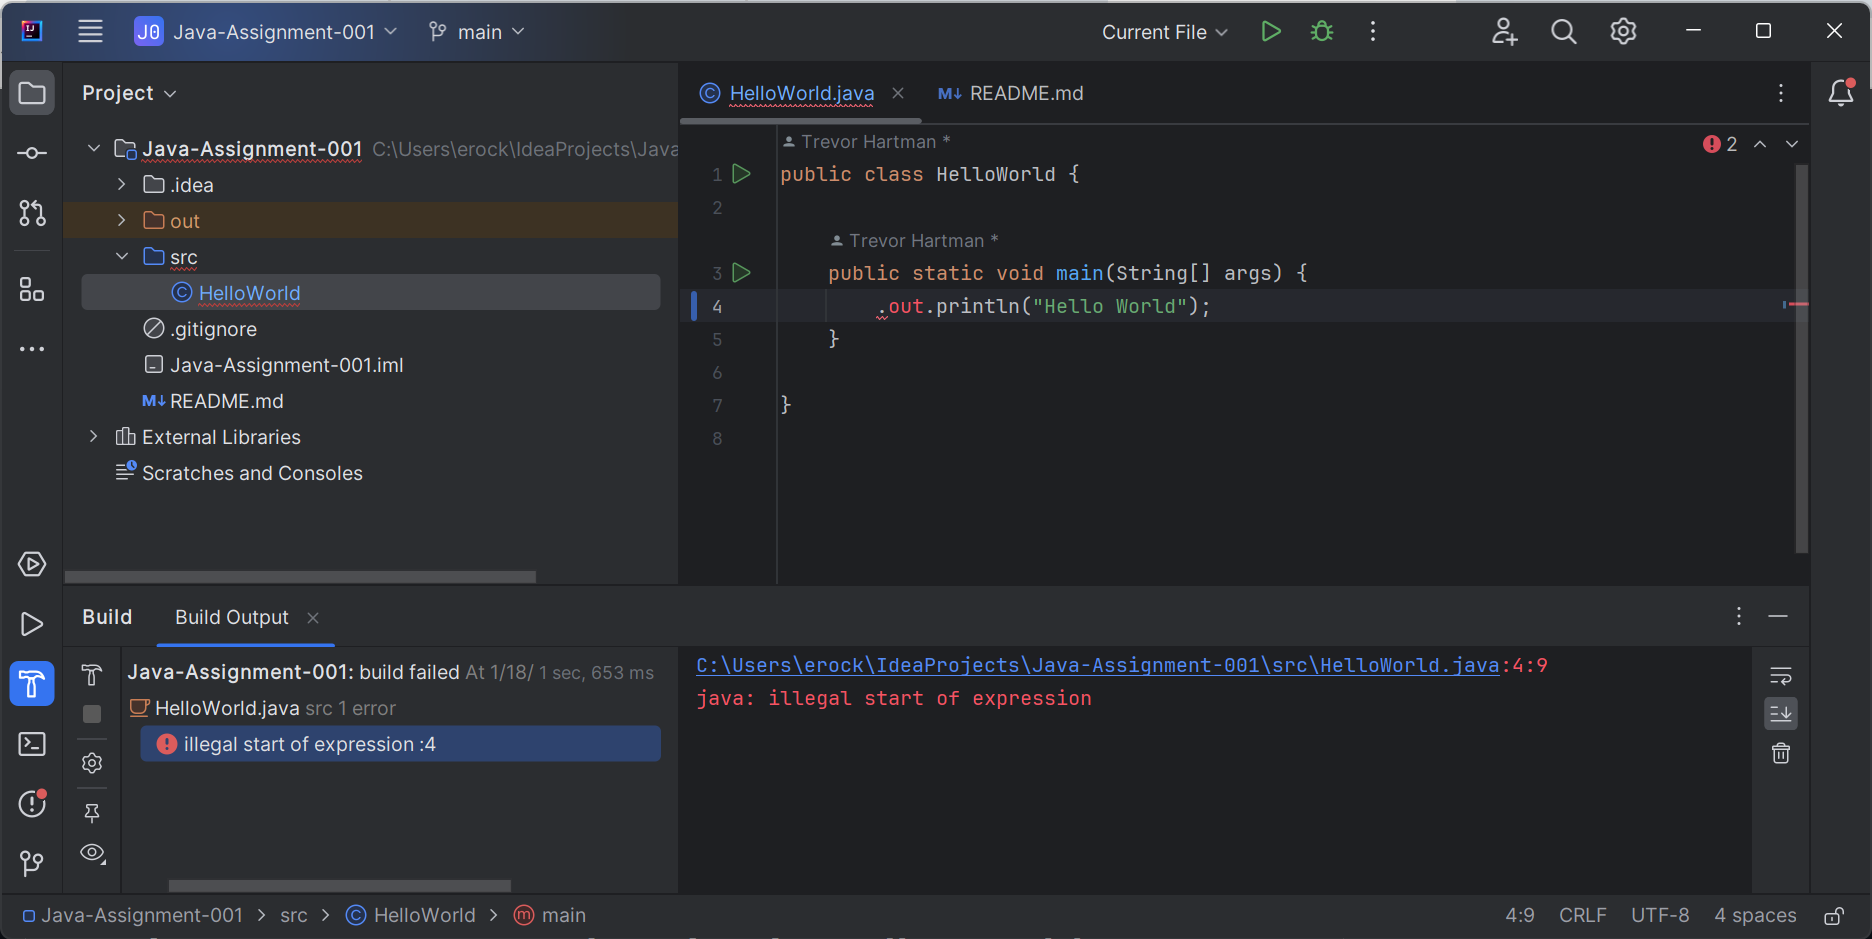 J0 Java-Assignment-001 main Current File
Project
Java-Assignment-001 C:\Users\erock\IdeaProjects\Java
.idea
out
src
HelloWorld
.gitignore
Java-Assignment-001.iml
M↓ README.md
External Libraries
Scratches and Consoles
HelloWorld.java
M↓ README.md
Trevor Hartman *
2
1 public class HelloWorld {
2
Trevor Hartman *
3 public static void main(String[] args) {
4 .out.println("Hello World");
5 }
6
7 }
8
Build Build Output
Java-Assignment-001: build failed At 1/18/ 1 sec, 653 ms
HelloWorld.java src 1 error
illegal start of expression :4
C:\Users\erock\IdeaProjects\Java-Assignment-001\src\HelloWorld.java:4:9
java: illegal start of expression
Java-Assignment-001 > src > HelloWorld > main
4:9 CRLF UTF-8 4 spaces